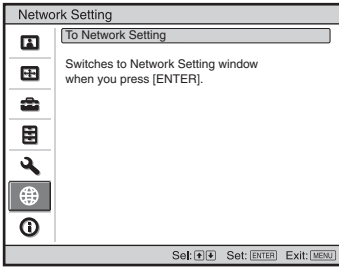 Network Setting
To Network Setting
Switches to Network Setting window
when you press [ENTER].
Sel: Set: ENTER Exit: MENU